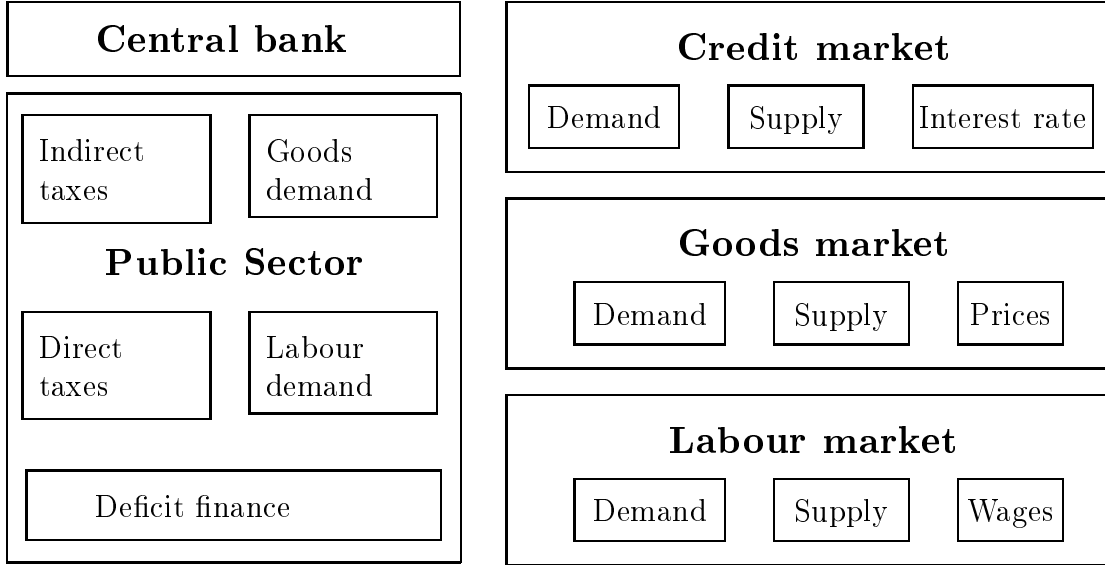 Central bank
Indirect
taxes
Goods
demand
Public Sector
Direct
taxes
Labour
demand
Deficit finance
Credit market
Demand
Supply
Interest rate
Goods market
Demand
Supply
Prices
Labour market
Demand
Supply
Wages